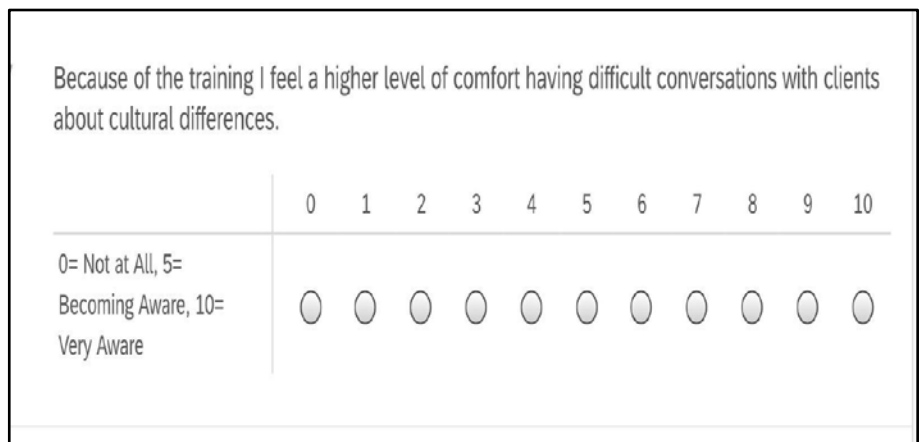 Because of the training I feel a higher level of comfort having difficult conversations with clients
about cultural differences.
0 1 2 3 4 5 6 7 8 9 10
0= Not at All, 5=
Becoming Aware, 10=
Very Aware